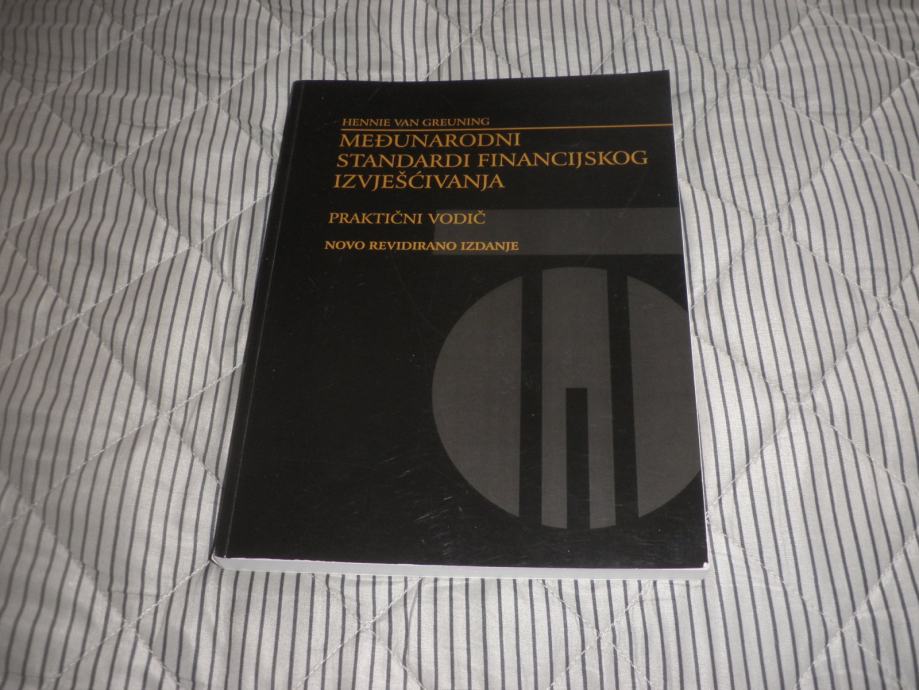 HENNIE VAN GREUNING
MEĐUNARODNI
STANDARDI FINANCIJSKOG
IZVJEŠĆIVANJA
PRAKTIČNI VODIČ
NOVO REVIDIRANO IZDANJE